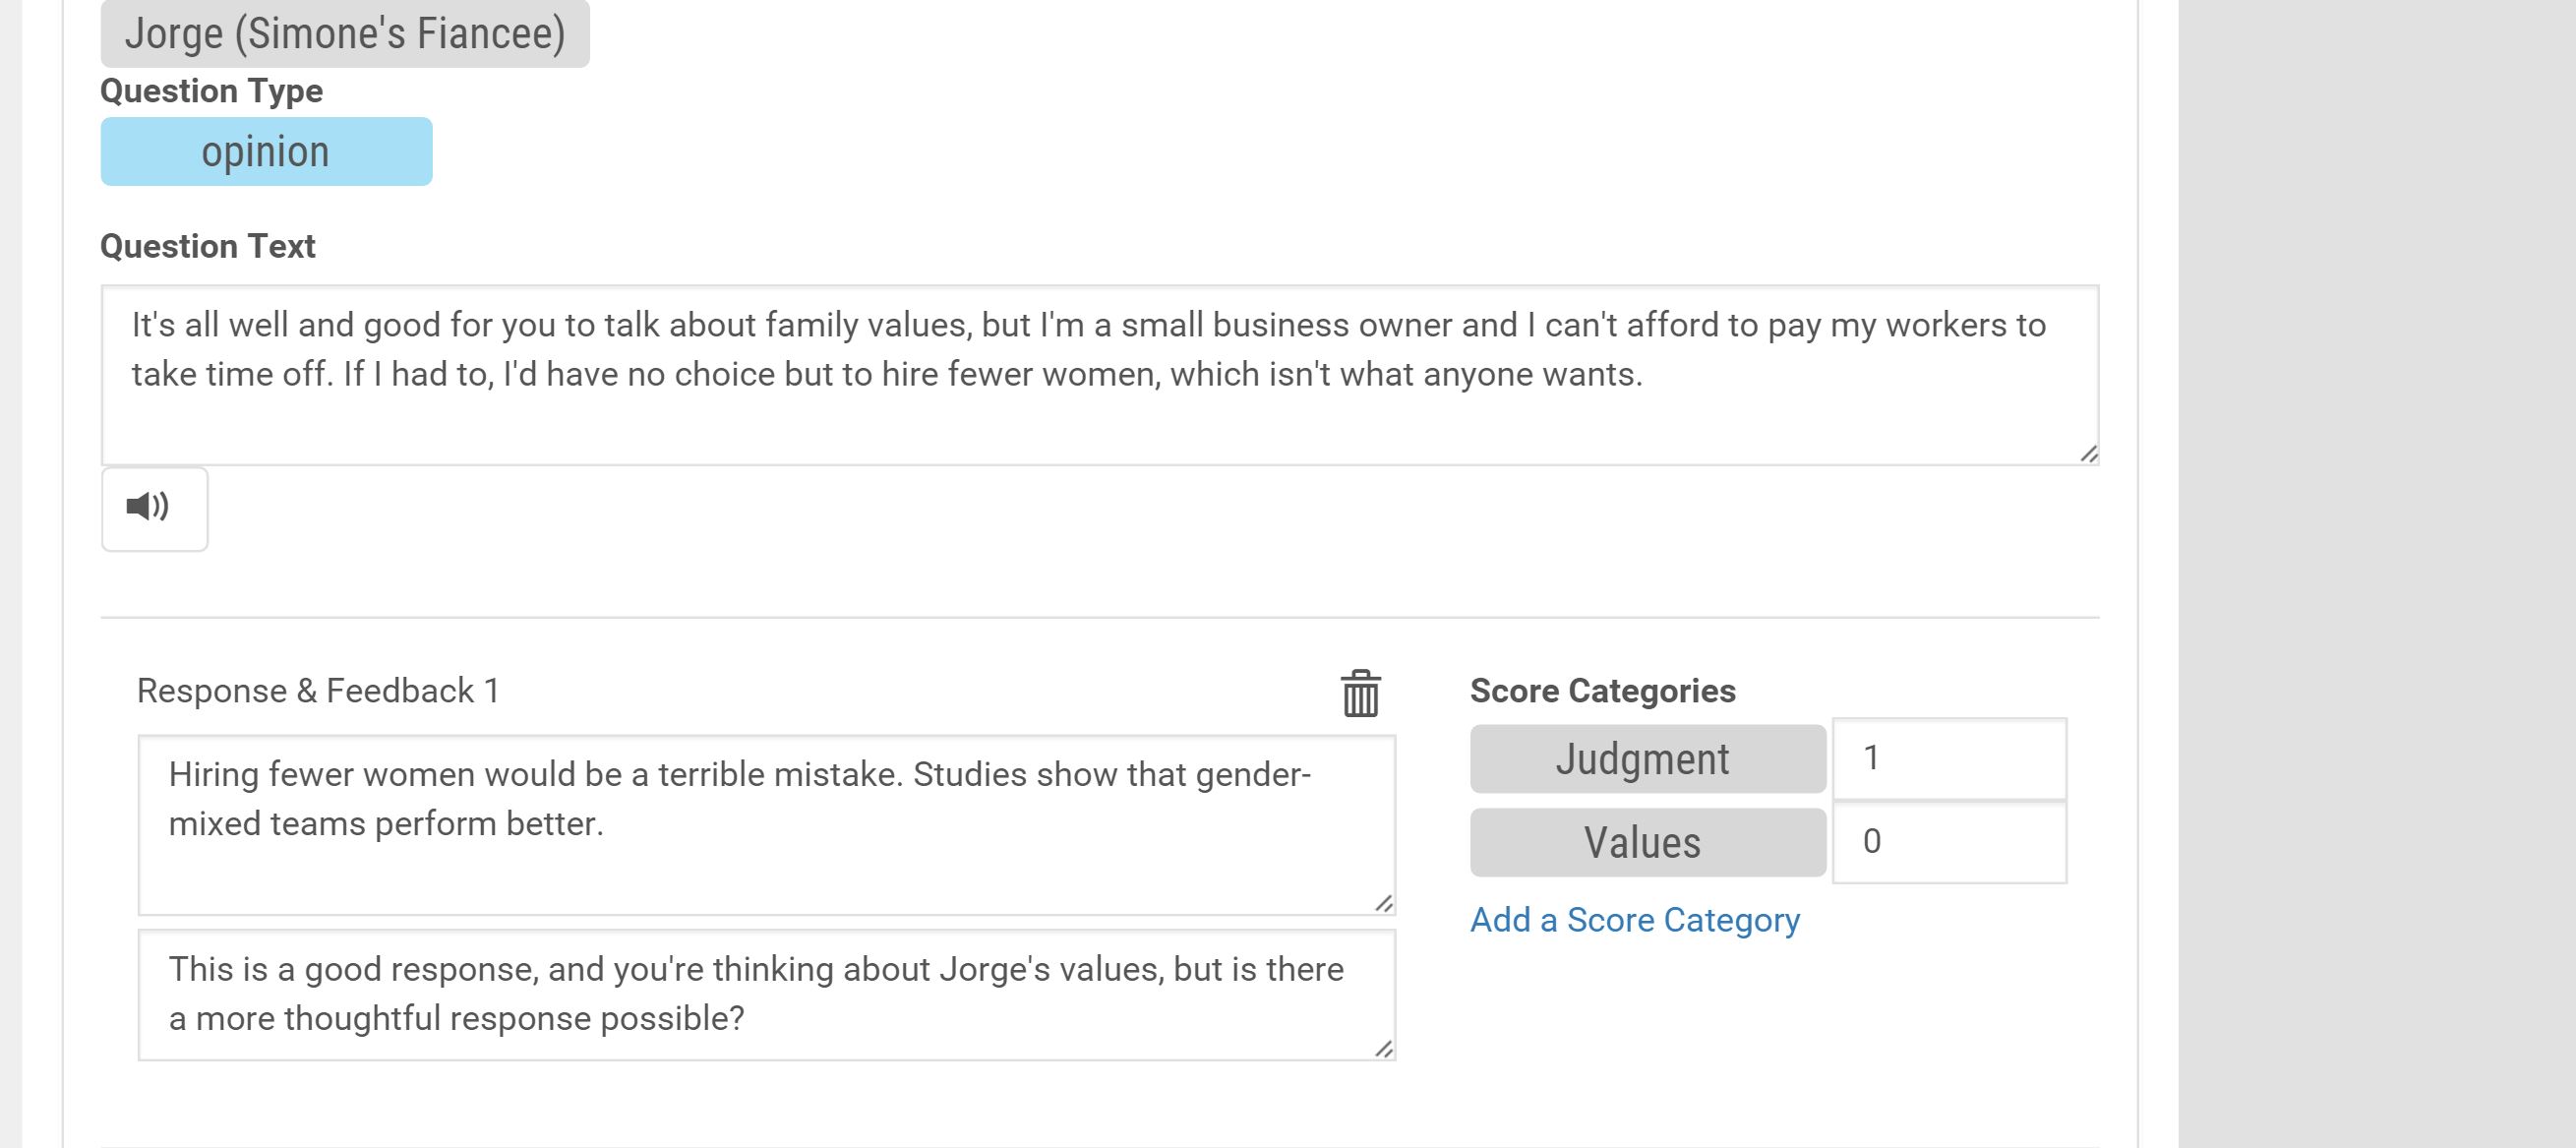 Jorge (Simone's Fiancee)
Question Type
opinion
Question Text
It's all well and good for you to talk about family values, but I'm a small business owner and I can't afford to pay my workers to
take time off. If I had to, I'd have no choice but to hire fewer women, which isn't what anyone wants.
Response & Feedback 1
Hiring fewer women would be a terrible mistake. Studies show that gender-
mixed teams perform better.
This is a good response, and you're thinking about Jorge's values, but is there
a more thoughtful response possible?
Score Categories
Judgment 1
Values 0
Add a Score Category